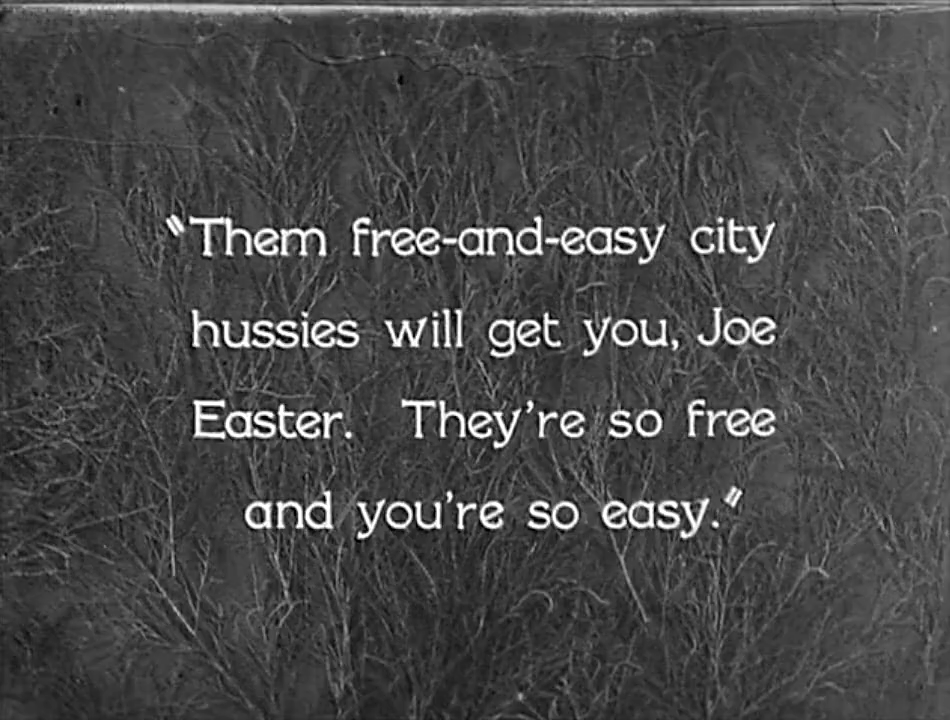 "Them free-and-easy city
hussies will get you, Joe
Easter. They're so free
and you're so easy."